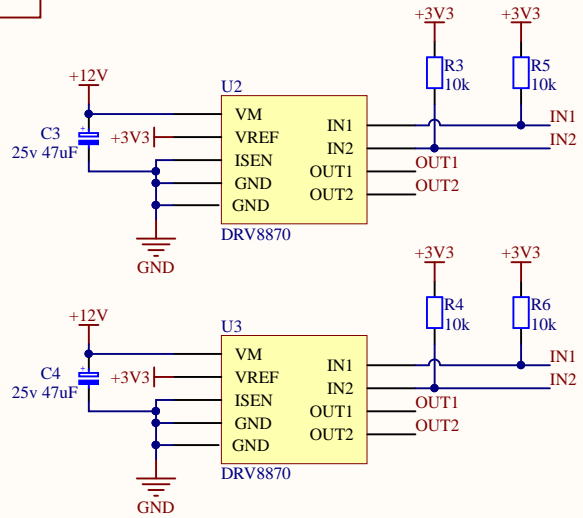 +3V3 +3V3
+12V
U2
R3 R5
10k 10k
C3
25v 47uF
+3V3
VM
VREF
ISEN
GND
GND
IN1
IN2
OUT1
OUT2
IN1
IN2
OUT1
OUT2
DRV8870
GND
+3V3 +3V3
+12V
U3
R4 R6
10k 10k
C4
25v 47uF
+3V3
VM
VREF
ISEN
GND
GND
IN1
IN2
OUT1
OUT2
IN1
IN2
OUT1
OUT2
DRV8870
GND